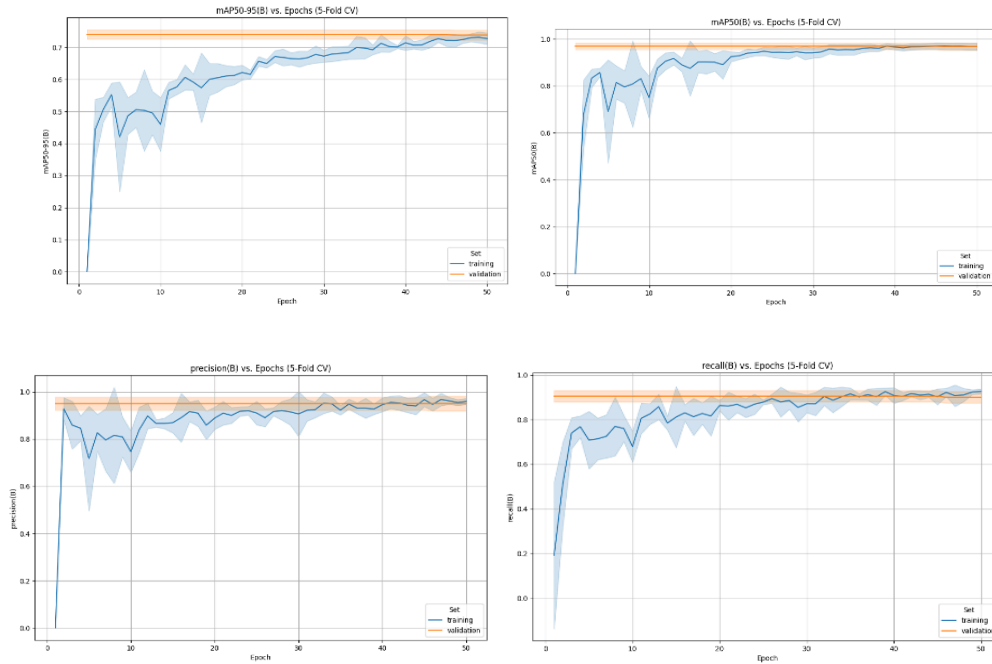 mAP50-95(B) vs. Epochs (5-Fold CV)
0.7
0.6
0.5
0.4
0.3
0.2
0.1
0.0
mAP50-95(B)
0
10
20
30
40
50
Epoch
Set
training
validation
mAP50(B) vs. Epochs (5-Fold CV)
1.0
0.8
0.6
0.4
0.2
0.0
mAP50(B)
0
10
20
30
40
50
Epoch
Set
training
validation
precision(B) vs. Epochs (5-Fold CV)
1.0
0.8
0.6
0.4
0.2
0.0
precision(B)
0
10
20
30
40
50
Epoch
Set
training
validation
recall(B) vs. Epochs (5-Fold CV)
1.0
0.8
0.6
0.4
0.2
0.0
recall(B)
0
10
20
30
40
50
Epoch
Set
training
validation